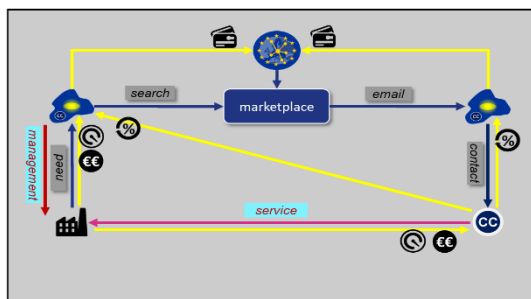 search
marketplace
email
management
need
%
€€
contact
%
service
CC
€€
CC
CC